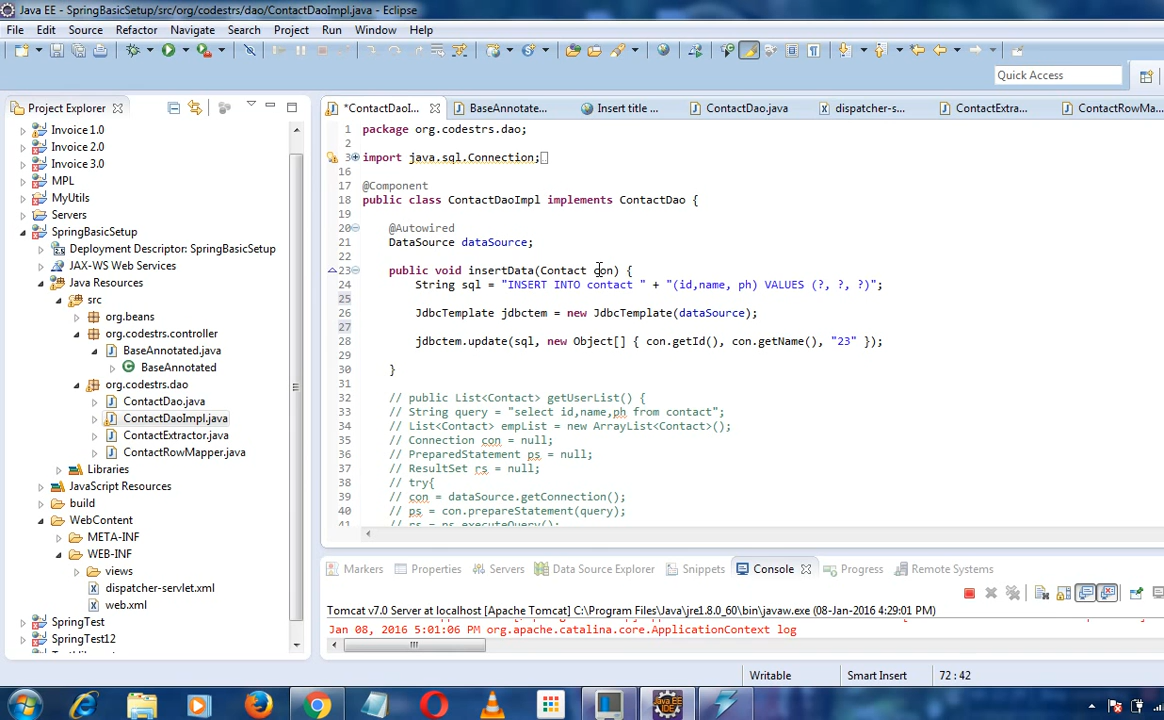 Java EE - SpringBasicSetup/src/org/codestrs/dao/ContactDaoImpl.java - Eclipse
File Edit Source Refactor Navigate Search Project Run Window Help
Quick Access
Project Explorer
Invoice 1.0
Invoice 2.0
Invoice 3.0
MPL
MyUtils
Servers
SpringBasicSetup
Deployment Descriptor: SpringBasicSetup
JAX-WS Web Services
Java Resources
src
org.beans
org.codestrs.controller
BaseAnnotated.java
BaseAnnotated
org.codestrs.dao
ContactDao.java
ContactDaoImpl.java
ContactExtractor.java
ContactRowMapper.java
Libraries
JavaScript Resources
build
WebContent
META-INF
WEB-INF
views
dispatcher-servlet.xml
web.xml
SpringTest
SpringTest12
*ContactDaoI... BaseAnnotate... Insert title ... ContactDao.java dispatcher-s... ContactExtra... ContactRowMa...
1 package org.codestrs.dao;
2
3 import java.sql.Connection;
16
17 @Component
18 public class ContactDaoImpl implements ContactDao {
19
20 @Autowired
21 DataSource dataSource;
22
23 public void insertData(Contact con) {
24 String sql = "INSERT INTO contact " + "(id,name, ph) VALUES (?, ?, ?)";
25
26 JdbcTemplate jdbctem = new JdbcTemplate(dataSource);
27
28 jdbctem.update(sql, new Object[] { con.getId(), con.getName(), "23" });
29
30 }
31
32 // public List<Contact> getUserList() {
33 // String query = "select id,name,ph from contact";
34 // List<Contact> empList = new ArrayList<Contact>();
35 // Connection con = null;
36 // PreparedStatement ps = null;
37 // ResultSet rs = null;
38 // try{
39 // con = dataSource.getConnection();
40 // ps = con.prepareStatement(query);
41 // rs = ps.executeQuery();
Markers Properties Servers Data Source Explorer Snippets Console Progress Remote Systems
Tomcat v7.0 Server at localhost [Apache Tomcat] C:\Program Files\Java\jre1.8.0_60\bin\javaw.exe (08-Jan-2016 4:29:01 PM)
Jan 08, 2016 5:01:06 PM org.apache.catalina.core.ApplicationContext log
Writable Smart Insert 72 : 42
Java EE
IDE